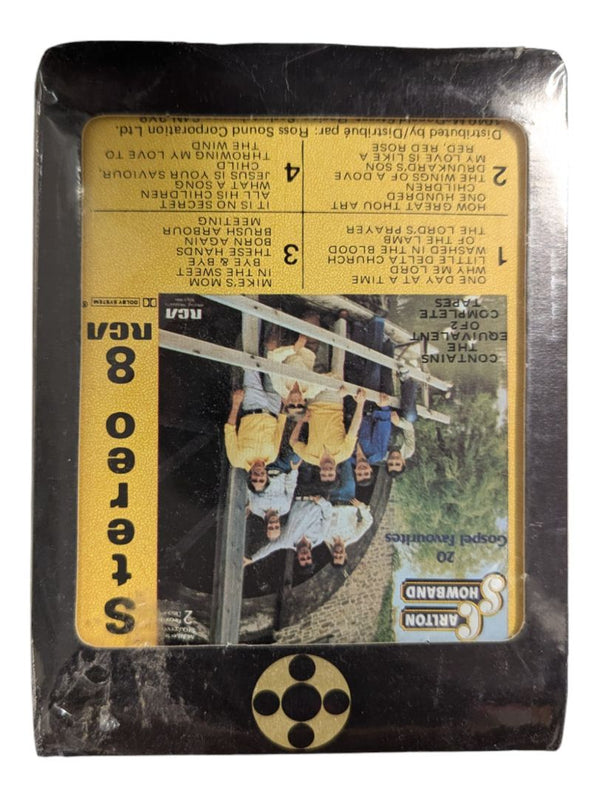 CARLTON
SHOWBAND
20
Gospel Favourites
2
CONTAINS
THE
EQUIVALENT
OF 2
COMPLETE
TAPES
RCA
Stereo 8
RCA
DOLBY SYSTEM
1
ONE DAY AT A TIME
WHY ME LORD
LITTLE DELTA CHURCH
WASHED IN THE BLOOD
OF THE LAMB
THE LORD'S PRAYER
3
MIKE'S MOM
IN THE SWEET
BYE & BYE
THESE HANDS
BORN AGAIN
BRUSH ARBOUR
MEETING
2
HOW GREAT THOU ART
ONE HUNDRED
CHILDREN
THE WINGS OF A DOVE
DRUNKARD'S SON
MY LOVE IS LIKE A
RED, RED ROSE
4
IT IS NO SECRET
ALL HIS CHILDREN
WHAT A SONG
JESUS IS YOUR SAVIOUR,
CHILD
THROWING MY LOVE TO
THE WIND
Distributed by/Distribué par: Ross Sound Corporation Ltd.